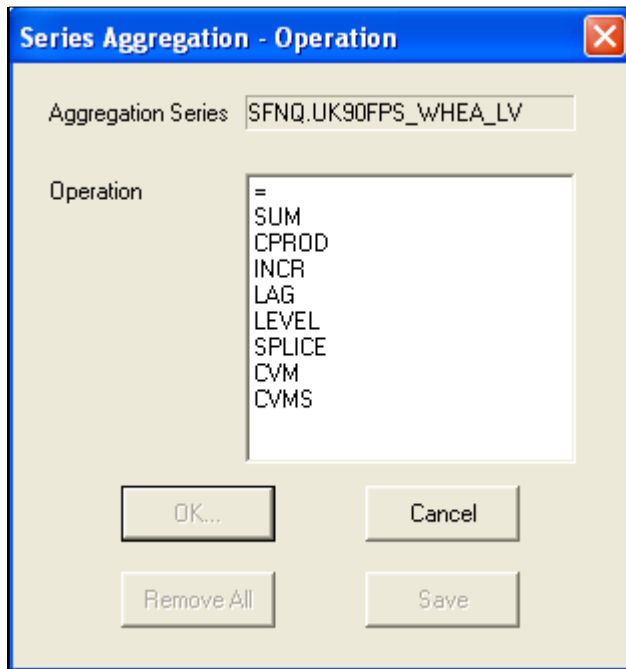 Series Aggregation - Operation
Aggregation Series SFNQ.UK90FPS_WHEA_LV
Operation
=
SUM
CPROD
INCR
LAG
LEVEL
SPLICE
CVM
CVMS
OK... Cancel
Remove All Save